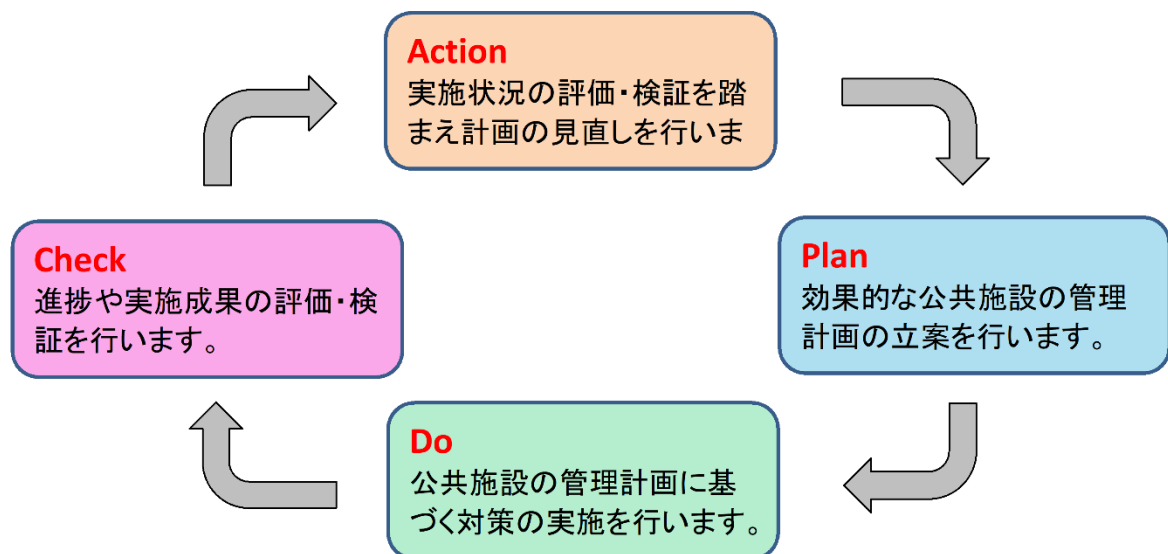 Action
実施状況の評価・検証を踏
まえ計画の見直しを行いま
Check
進捗や実施成果の評価・検
証を行います。
Plan
効果的な公共施設の管理
計画の立案を行います。
Do
公共施設の管理計画に基
づく対策の実施を行います。